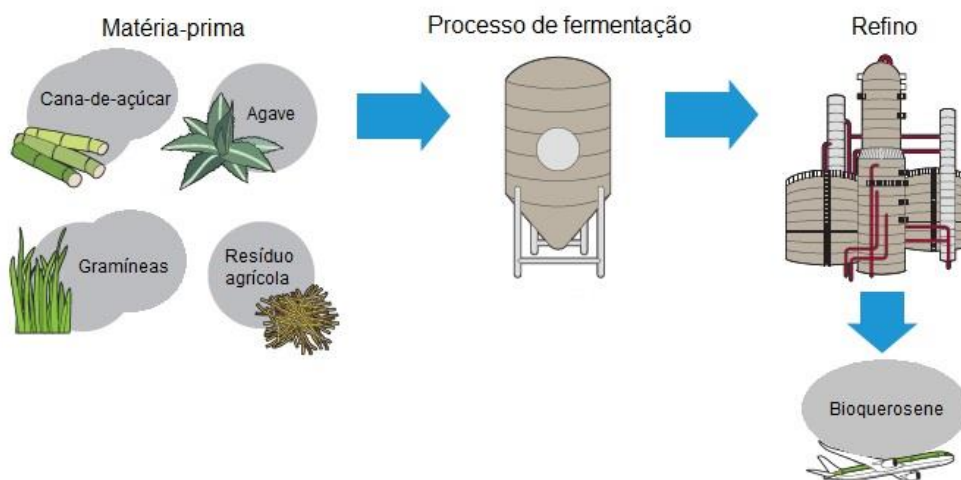 Matéria-prima
Processo de fermentação
Refino
Cana-de-açúcar
Agave
Gramíneas
Resíduo
agrícola
Bioquerosene